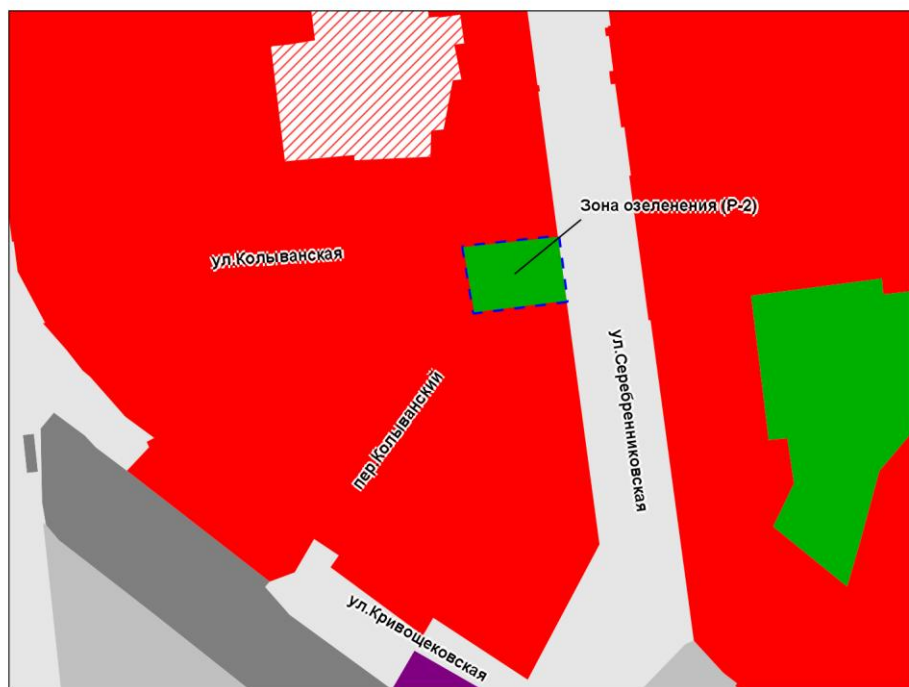 Зона озеленения (Р-2)
ул.Колыванская
ул.Серебренниковская
пер.Колыванский
ул.Кривощековская